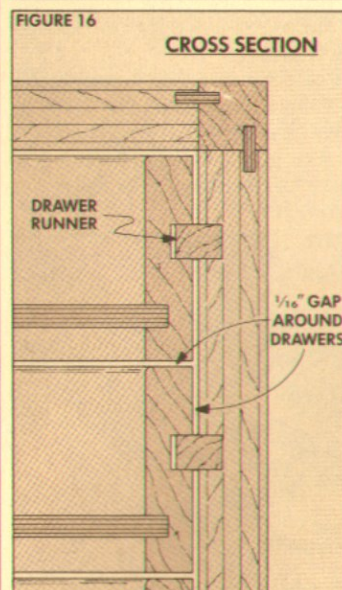 FIGURE 16
CROSS SECTION
DRAWER
RUNNER
1/16" GAP
AROUND
DRAWERS